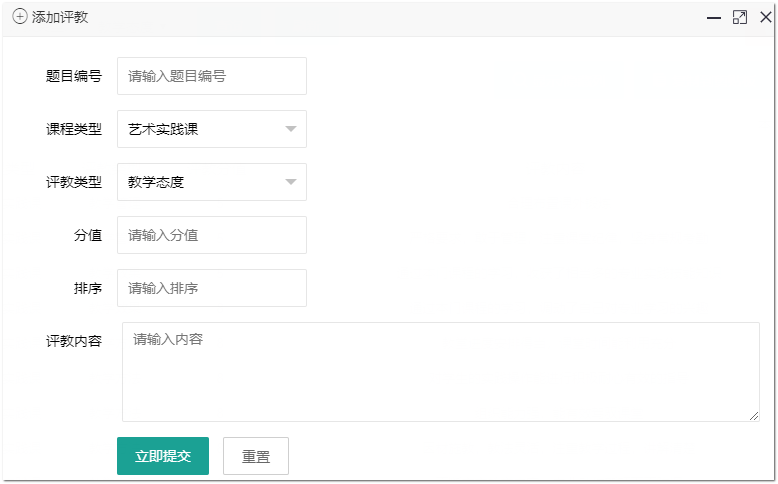 添加评教
题目编号 请输入题目编号
课程类型 艺术实践课
评教类型 教学态度
分值 请输入分值
排序 请输入排序
评教内容 请输入内容
立即提交 重置